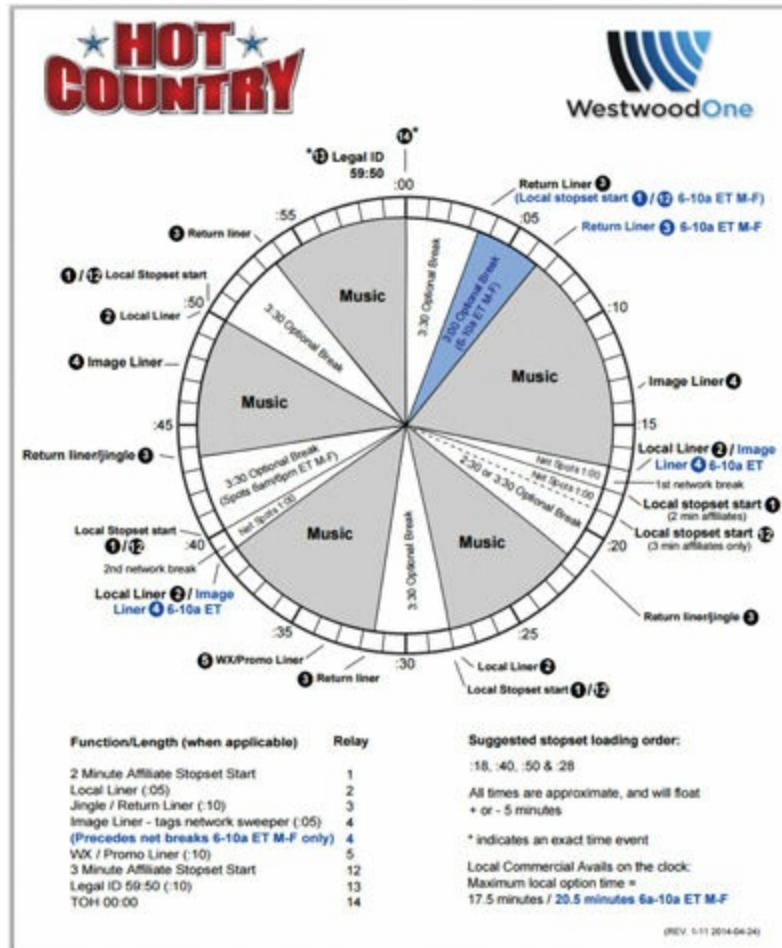 HOT
COUNTRY
WestwoodOne
14*
*13 Legal ID
59:50
:00
Return Liner 3
(Local stopset start 1 / 12 6-10a ET M-F)
:05
Return Liner 3 6-10a ET M-F
:55
3 Return liner
1 / 12 Local Stopset start
:50
2 Local Liner
4 Image Liner
:45
Return liner/jingle 3
Local Stopset start
1 / 12
:40
2nd network break
Local Liner 2 / Image
Liner 4 6-10a ET
:35
5 WX/Promo Liner
3 Return liner
:30
Local Liner 2
Local Stopset start 1 / 12
:25
Return liner/jingle 3
:20
Local stopset start 12
(3 min affiliates only)
Local stopset start 1
(2 min affiliates)
1st network break
Local Liner 2 / Image
Liner 4 6-10a ET
:15
Image Liner 4
:10
Music
3:30 Optional Break
3:00 Optional Break
(6-10a ET M-F)
Music
Net Spots 1:00
Net Spots 1:00
2:30 or 3:30 Optional Break
Music
3:30 Optional Break
Music
Net Spots 1:00
3:30 Optional Break
(Spots 6am/6pm ET M-F)
Music
3:30 Optional Break
Function/Length (when applicable) Relay
2 Minute Affiliate Stopset Start 1
Local Liner (:05) 2
Jingle / Return Liner (:10) 3
Image Liner - tags network sweeper (:05) 4
(Precedes net breaks 6-10a ET M-F only) 4
WX / Promo Liner (:10) 5
3 Minute Affiliate Stopset Start 12
Legal ID 59:50 (:10) 13
TOH 00:00 14
Suggested stopset loading order:
:18, :40, :50 & :28
All times are approximate, and will float
+ or - 5 minutes
* indicates an exact time event
Local Commercial Avails on the clock:
Maximum local option time =
17.5 minutes / 20.5 minutes 6a-10a ET M-F
(REV. 1-11 2014-04-24)